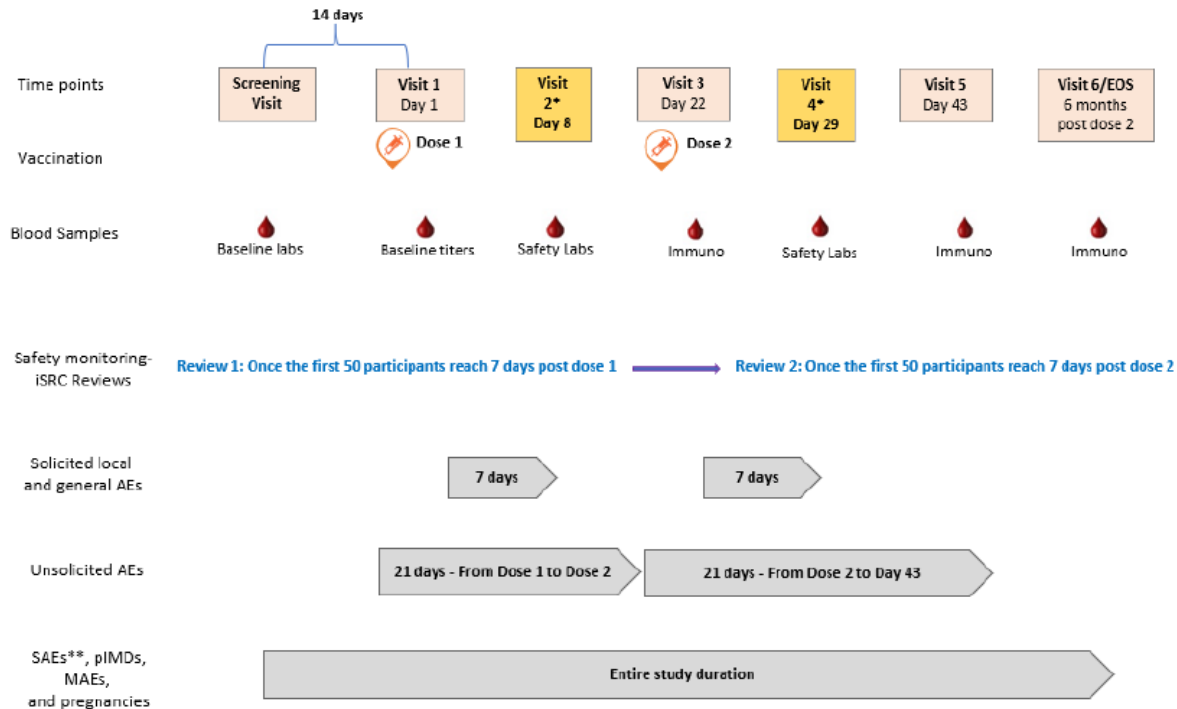 14 days
Time points
Screening
Visit
Visit 1
Day 1
Visit
2*
Day 8
Visit 3
Day 22
Visit
4*
Day 29
Visit 5
Day 43
Visit 6/EOS
6 months
post dose 2
Vaccination
Dose 1
Dose 2
Blood Samples
Baseline labs
Baseline titers
Safety Labs
Immuno
Safety Labs
Immuno
Immuno
Safety monitoring-
iSRC Reviews
Review 1: Once the first 50 participants reach 7 days post dose 1
Review 2: Once the first 50 participants reach 7 days post dose 2
Solicited local
and general AEs
7 days
7 days
Unsolicited AEs
21 days - From Dose 1 to Dose 2
21 days - From Dose 2 to Day 43
SAEs**, pIMDs,
MAEs,
and pregnancies
Entire study duration